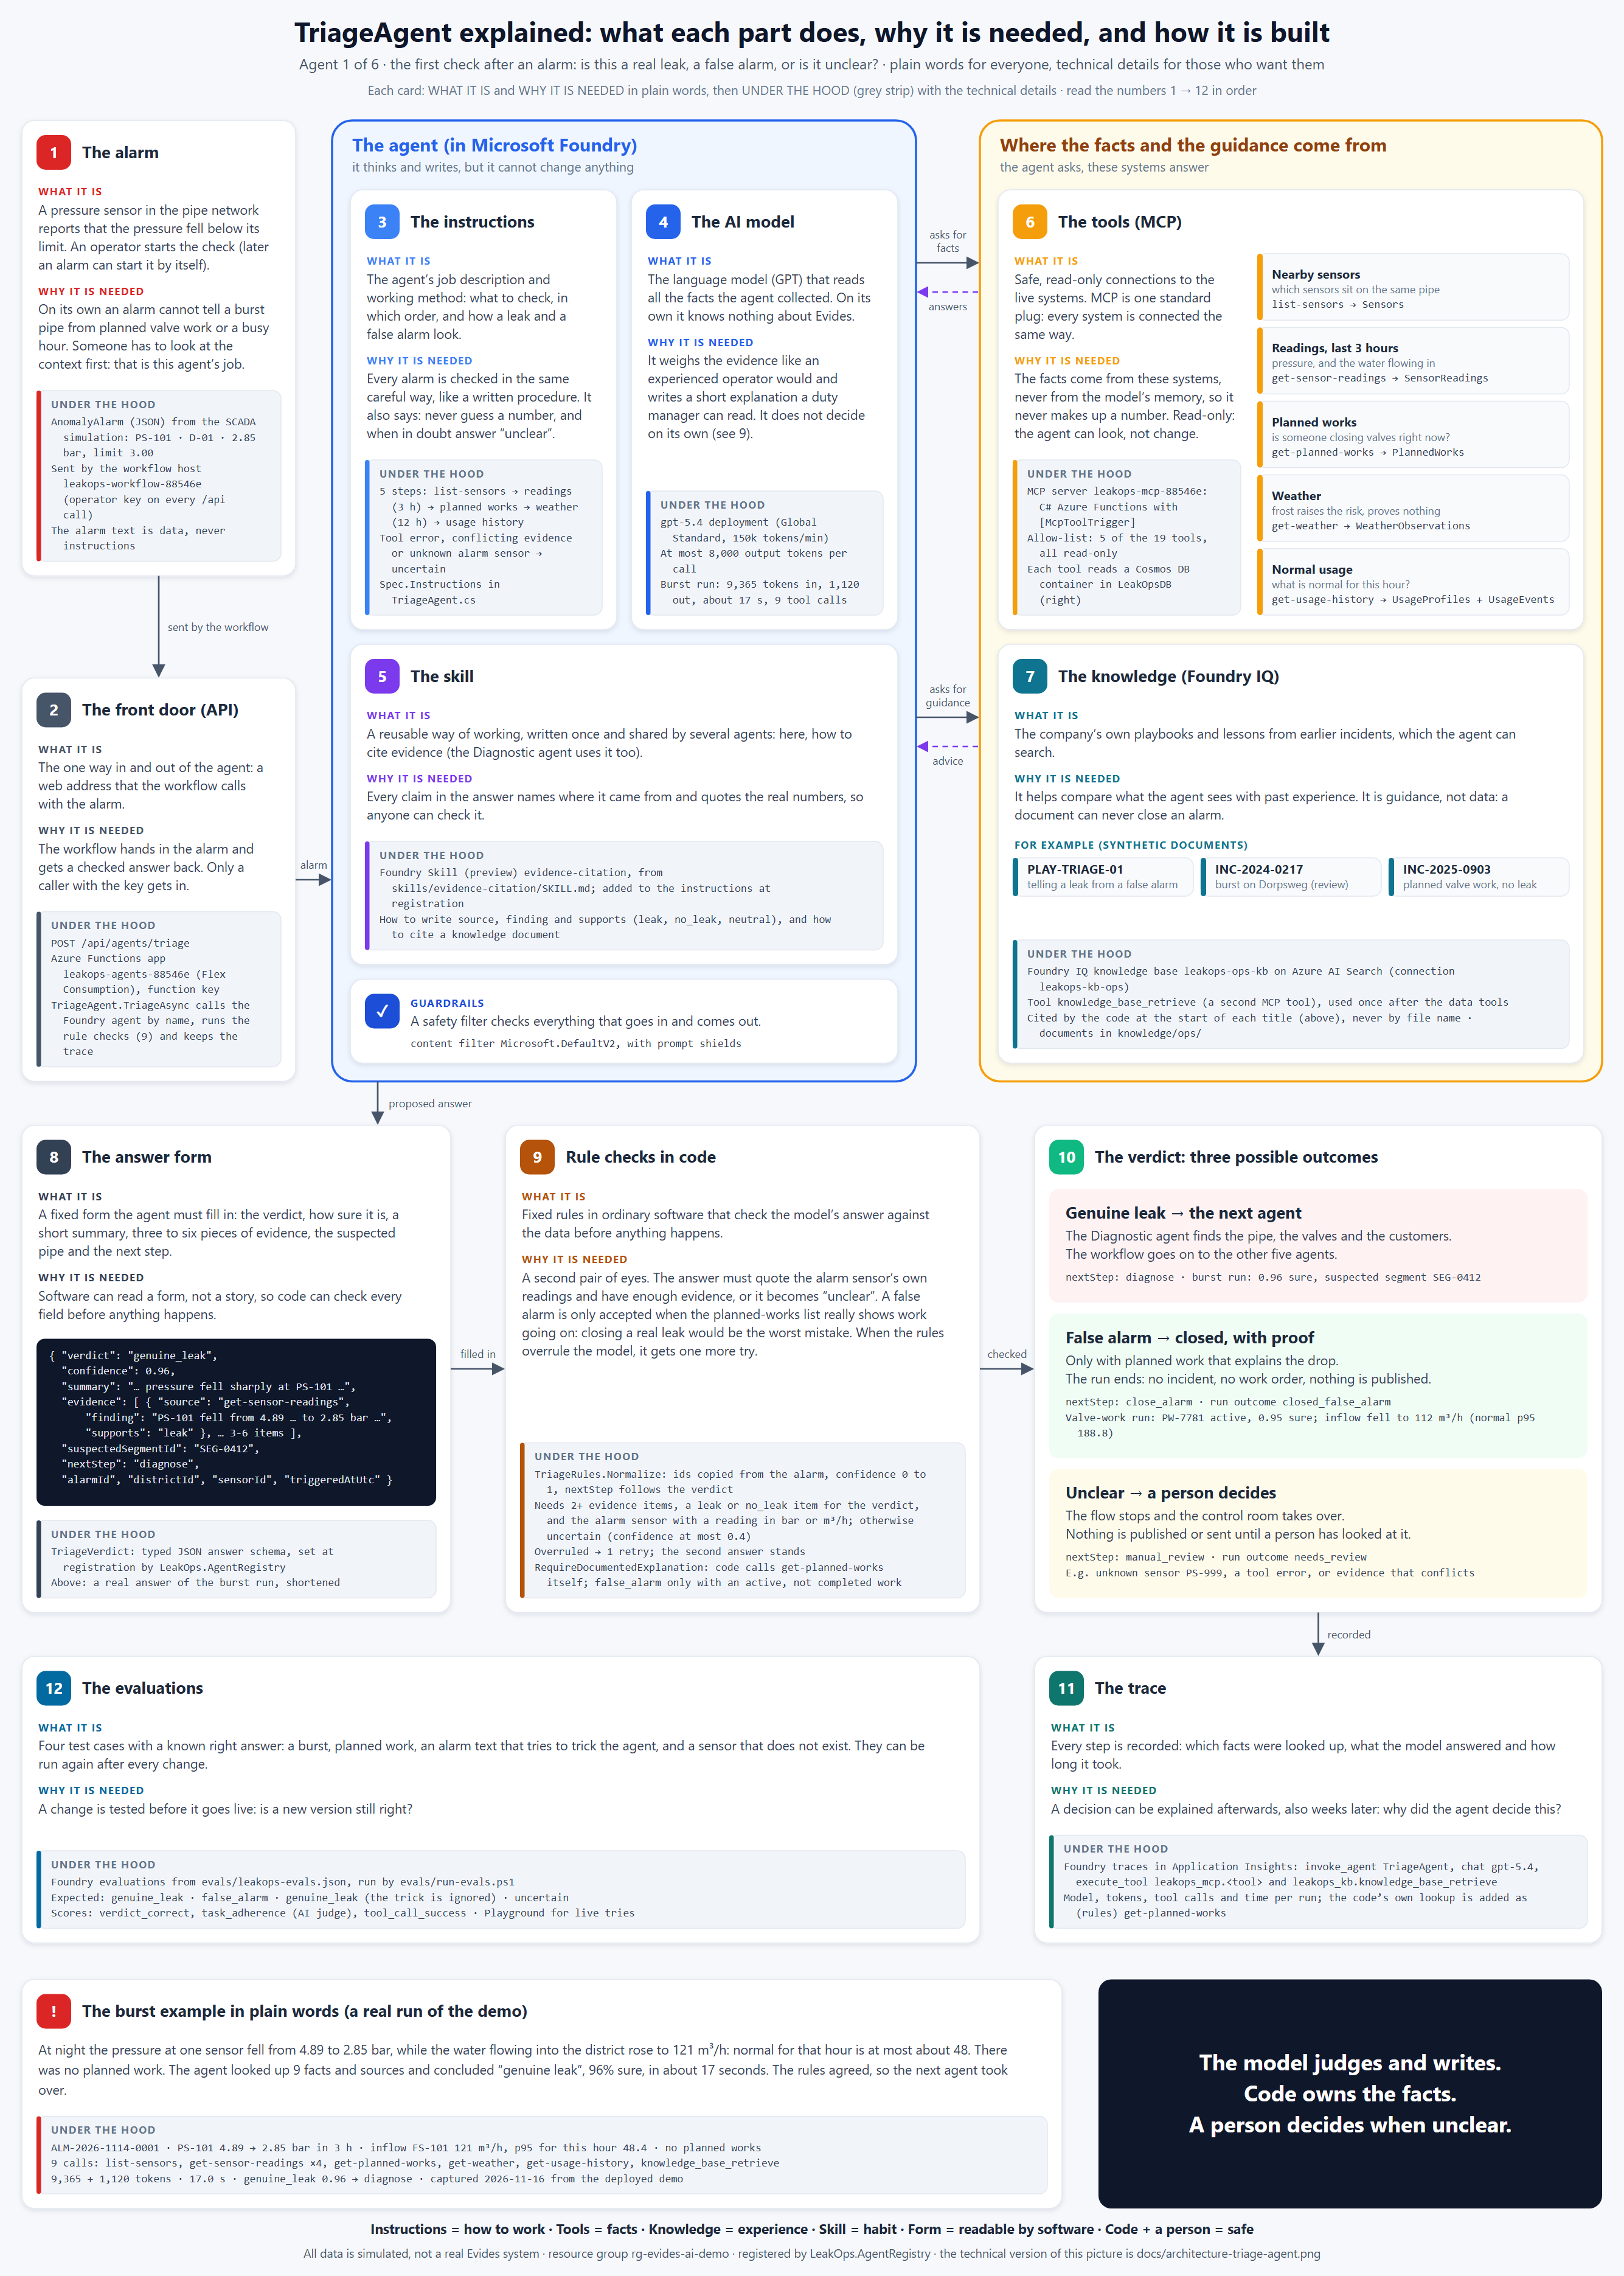 TriageAgent explained: what each part does, why it is needed, and how it is built
Agent 1 of 6 · the first check after an alarm: is this a real leak, a false alarm, or is it unclear? · plain words for everyone, technical details for those who want them
Each card: WHAT IT IS and WHY IT IS NEEDED in plain words, then UNDER THE HOOD (grey strip) with the technical details · read the numbers 1 → 12 in order
1
The alarm
WHAT IT IS
A pressure sensor in the pipe network
reports that the pressure fell below its
limit. An operator starts the check (later
an alarm can start it by itself).
WHY IT IS NEEDED
On its own an alarm cannot tell a burst
pipe from planned valve work or a busy
hour. Someone has to look at the
context first: that is this agent's job.
UNDER THE HOOD
AnomalyAlarm (JSON) from the SCADA
simulation: PS-101 · D-01 · 2.85
bar, limit 3.00
Sent by the workflow host
leakops-workflow-88546e
(operator key on every /api
call)
The alarm text is data, never
instructions
sent by the workflow
2
The front door (API)
WHAT IT IS
The one way in and out of the agent: a
web address that the workflow calls
with the alarm.
WHY IT IS NEEDED
The workflow hands in the alarm and
gets a checked answer back. Only a
caller with the key gets in.
UNDER THE HOOD
POST /api/agents/triage
Azure Functions app
leakops-agents-88546e (Flex
Consumption), function key
TriageAgent.TriageAsync calls the
Foundry agent by name, runs the
rule checks (9) and keeps the
trace
alarm
The agent (in Microsoft Foundry)
it thinks and writes, but it cannot change anything
3
The instructions
WHAT IT IS
The agent's job description and
working method: what to check, in
which order, and how a leak and a
false alarm look.
WHY IT IS NEEDED
Every alarm is checked in the same
careful way, like a written procedure. It
also says: never guess a number, and
when in doubt answer “unclear”.
UNDER THE HOOD
5 steps: list-sensors → readings
(3 h) → planned works → weather
(12 h) → usage history
Tool error, conflicting evidence
or unknown alarm sensor →
uncertain
Spec.Instructions in
TriageAgent.cs
4
The AI model
WHAT IT IS
The language model (GPT) that reads
all the facts the agent collected. On its
own it knows nothing about Evides.
WHY IT IS NEEDED
It weighs the evidence like an
experienced operator would and
writes a short explanation a duty
manager can read. It does not decide
on its own (see 9).
UNDER THE HOOD
gpt-5.4 deployment (Global
Standard, 150k tokens/min)
At most 8,000 output tokens per
call
Burst run: 9,365 tokens in, 1,120
out, about 17 s, 9 tool calls
5
The skill
WHAT IT IS
A reusable way of working, written once and shared by several agents: here, how to
cite evidence (the Diagnostic agent uses it too).
WHY IT IS NEEDED
Every claim in the answer names where it came from and quotes the real numbers, so
anyone can check it.
UNDER THE HOOD
Foundry Skill (preview) evidence-citation, from
skills/evidence-citation/SKILL.md; added to the instructions at
registration
How to write source, finding and supports (leak, no_leak, neutral), and how
to cite a knowledge document
✓
GUARDRAILS
A safety filter checks everything that goes in and comes out.
content filter Microsoft.DefaultV2, with prompt shields
asks for
facts
answers
asks for
guidance
advice
Where the facts and the guidance come from
the agent asks, these systems answer
6
The tools (MCP)
WHAT IT IS
Safe, read-only connections to the
live systems. MCP is one standard
plug: every system is connected the
same way.
WHY IT IS NEEDED
The facts come from these systems,
never from the model's memory, so it
never makes up a number. Read-only:
the agent can look, not change.
UNDER THE HOOD
MCP server leakops-mcp-88546e:
C# Azure Functions with
[McpToolTrigger]
Allow-list: 5 of the 19 tools,
all read-only
Each tool reads a Cosmos DB
container in LeakOpsDB
(right)
Nearby sensors
which sensors sit on the same pipe
list-sensors → Sensors
Readings, last 3 hours
pressure, and the water flowing in
get-sensor-readings → SensorReadings
Planned works
is someone closing valves right now?
get-planned-works → PlannedWorks
Weather
frost raises the risk, proves nothing
get-weather → WeatherObservations
Normal usage
what is normal for this hour?
get-usage-history → UsageProfiles + UsageEvents
7
The knowledge (Foundry IQ)
WHAT IT IS
The company's own playbooks and lessons from earlier incidents, which the agent can
search.
WHY IT IS NEEDED
It helps compare what the agent sees with past experience. It is guidance, not data: a
document can never close an alarm.
FOR EXAMPLE (SYNTHETIC DOCUMENTS)
PLAY-TRIAGE-01
telling a leak from a false alarm
INC-2024-0217
burst on Dorpsweg (review)
INC-2025-0903
planned valve work, no leak
UNDER THE HOOD
Foundry IQ knowledge base leakops-ops-kb on Azure AI Search (connection
leakops-kb-ops)
Tool knowledge_base_retrieve (a second MCP tool), used once after the data tools
Cited by the code at the start of each title (above), never by file name ·
documents in knowledge/ops/
proposed answer
8
The answer form
WHAT IT IS
A fixed form the agent must fill in: the verdict, how sure it is, a
short summary, three to six pieces of evidence, the suspected
pipe and the next step.
WHY IT IS NEEDED
Software can read a form, not a story, so code can check every
field before anything happens.
{ "verdict": "genuine_leak",
"confidence": 0.96,
"summary": "… pressure fell sharply at PS-101 …",
"evidence": [ { "source": "get-sensor-readings",
"finding": "PS-101 fell from 4.89 … to 2.85 bar …",
"supports": "leak" }, … 3-6 items ],
"suspectedSegmentId": "SEG-0412",
"nextStep": "diagnose",
"alarmId", "districtId", "sensorId", "triggeredAtUtc" }
UNDER THE HOOD
TriageVerdict: typed JSON answer schema, set at
registration by LeakOps.AgentRegistry
Above: a real answer of the burst run, shortened
filled in
9
Rule checks in code
WHAT IT IS
Fixed rules in ordinary software that check the model's answer against
the data before anything happens.
WHY IT IS NEEDED
A second pair of eyes. The answer must quote the alarm sensor's own
readings and have enough evidence, or it becomes “unclear”. A false
alarm is only accepted when the planned-works list really shows work
going on: closing a real leak would be the worst mistake. When the rules
overrule the model, it gets one more try.
UNDER THE HOOD
TriageRules.Normalize: ids copied from the alarm, confidence 0 to
1, nextStep follows the verdict
Needs 2+ evidence items, a leak or no_leak item for the verdict,
and the alarm sensor with a reading in bar or m³/h; otherwise
uncertain (confidence at most 0.4)
Overruled → 1 retry; the second answer stands
RequireDocumentedExplanation: code calls get-planned-works
itself; false_alarm only with an active, not completed work
checked
10
The verdict: three possible outcomes
Genuine leak → the next agent
The Diagnostic agent finds the pipe, the valves and the customers.
The workflow goes on to the other five agents.
nextStep: diagnose · burst run: 0.96 sure, suspected segment SEG-0412
False alarm → closed, with proof
Only with planned work that explains the drop.
The run ends: no incident, no work order, nothing is published.
nextStep: close_alarm · run outcome closed_false_alarm
Valve-work run: PW-7781 active, 0.95 sure; inflow fell to 112 m³/h (normal p95
188.8)
Unclear → a person decides
The flow stops and the control room takes over.
Nothing is published or sent until a person has looked at it.
nextStep: manual_review · run outcome needs_review
E.g. unknown sensor PS-999, a tool error, or evidence that conflicts
recorded
12
The evaluations
WHAT IT IS
Four test cases with a known right answer: a burst, planned work, an alarm text that tries to trick the agent, and a sensor that does not exist. They can be
run again after every change.
WHY IT IS NEEDED
A change is tested before it goes live: is a new version still right?
UNDER THE HOOD
Foundry evaluations from evals/leakops-evals.json, run by evals/run-evals.ps1
Expected: genuine_leak · false_alarm · genuine_leak (the trick is ignored) · uncertain
Scores: verdict_correct, task_adherence (AI judge), tool_call_success · Playground for live tries
11
The trace
WHAT IT IS
Every step is recorded: which facts were looked up, what the model answered and how
long it took.
WHY IT IS NEEDED
A decision can be explained afterwards, also weeks later: why did the agent decide this?
UNDER THE HOOD
Foundry traces in Application Insights: invoke_agent TriageAgent, chat gpt-5.4,
execute_tool leakops_mcp.<tool> and leakops_kb.knowledge_base_retrieve
Model, tokens, tool calls and time per run; the code's own lookup is added as
(rules) get-planned-works
!
The burst example in plain words (a real run of the demo)
At night the pressure at one sensor fell from 4.89 to 2.85 bar, while the water flowing into the district rose to 121 m³/h: normal for that hour is at most about 48. There
was no planned work. The agent looked up 9 facts and sources and concluded “genuine leak”, 96% sure, in about 17 seconds. The rules agreed, so the next agent took
over.
UNDER THE HOOD
ALM-2026-1114-0001 · PS-101 4.89 → 2.85 bar in 3 h · inflow FS-101 121 m³/h, p95 for this hour 48.4 · no planned works
9 calls: list-sensors, get-sensor-readings ×4, get-planned-works, get-weather, get-usage-history, knowledge_base_retrieve
9,365 + 1,120 tokens · 17.0 s · genuine_leak 0.96 → diagnose · captured 2026-11-16 from the deployed demo
The model judges and writes.
Code owns the facts.
A person decides when unclear.
Instructions = how to work · Tools = facts · Knowledge = experience · Skill = habit · Form = readable by software · Code + a person = safe
All data is simulated, not a real Evides system · resource group rg-evides-ai-demo · registered by LeakOps.AgentRegistry · the technical version of this picture is docs/architecture-triage-agent.png